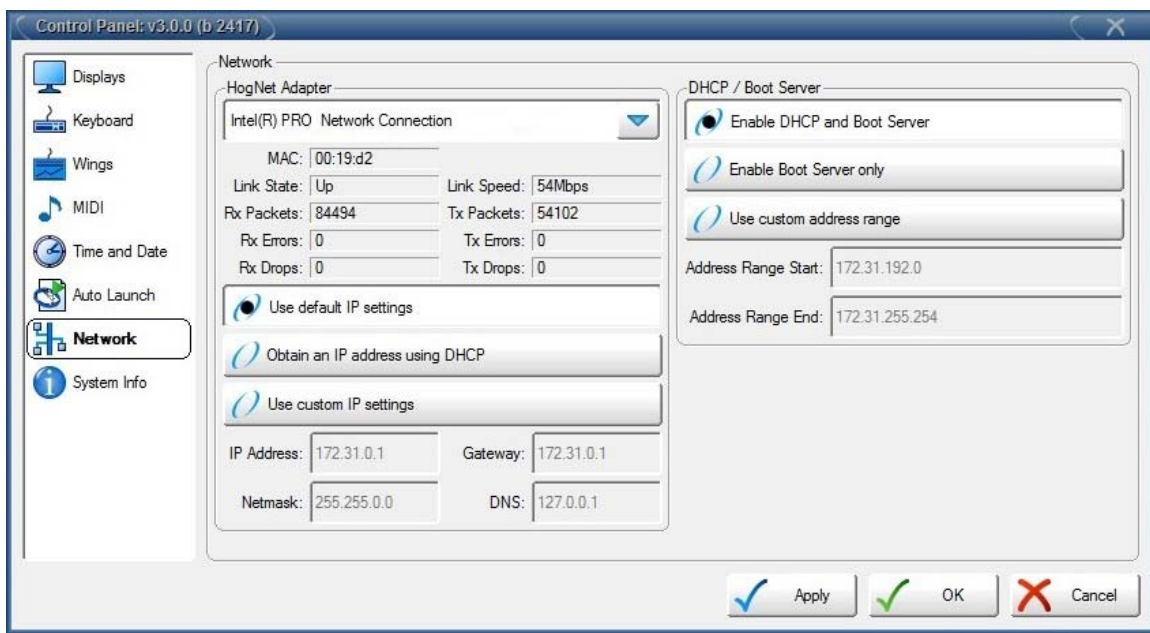 Control Panel: v3.0.0 (b 2417)
Displays
Keyboard
Wings
MIDI
Time and Date
Auto Launch
Network
System Info
Network
HogNet Adapter
Intel(R) PRO Network Connection
MAC: 00:19:d2
Link State: Up Link Speed: 54Mbps
Rx Packets: 84494 Tx Packets: 54102
Rx Errors: 0 Tx Errors: 0
Rx Drops: 0 Tx Drops: 0
Use default IP settings
Obtain an IP address using DHCP
Use custom IP settings
IP Address: 172.31.0.1 Gateway: 172.31.0.1
Netmask: 255.255.0.0 DNS: 127.0.0.1
DHCP / Boot Server
Enable DHCP and Boot Server
Enable Boot Server only
Use custom address range
Address Range Start: 172.31.192.0
Address Range End: 172.31.255.254
Apply OK Cancel